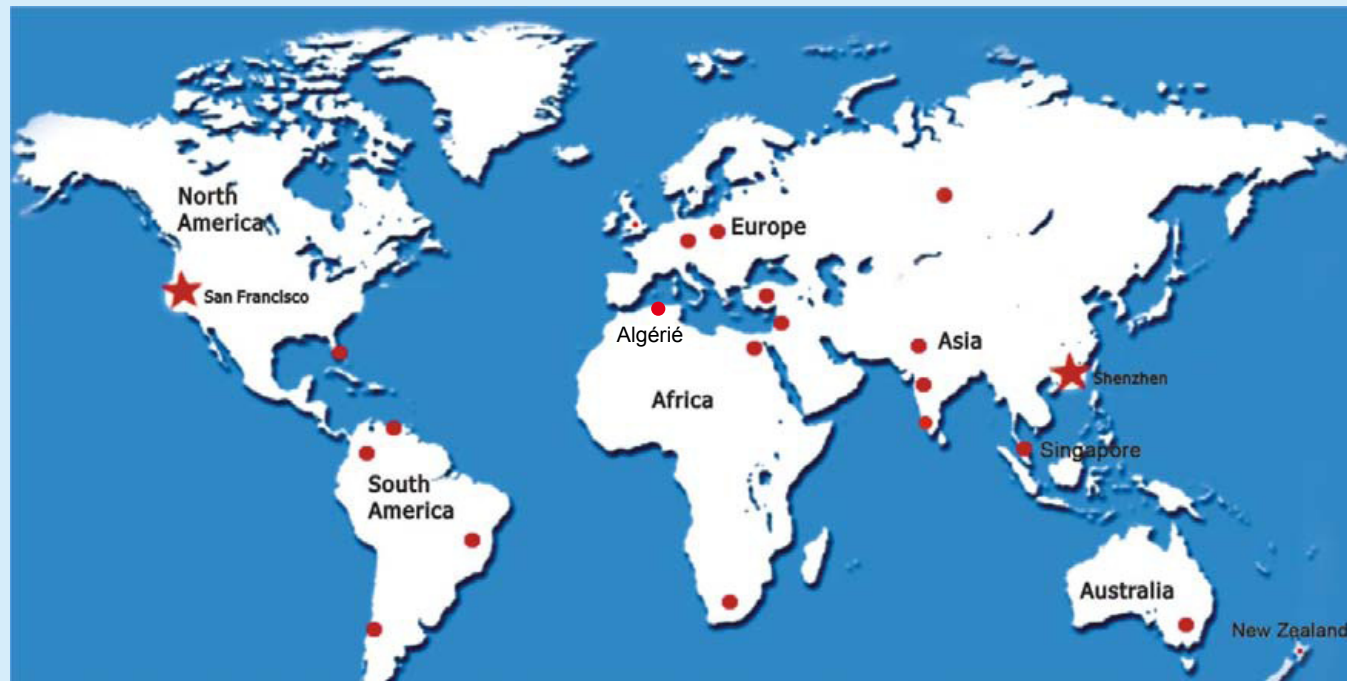 North
America
Europe
San Francisco
Algérié
Asia
Shenzhen
Africa
Singapore
South
America
Australia
New Zealand